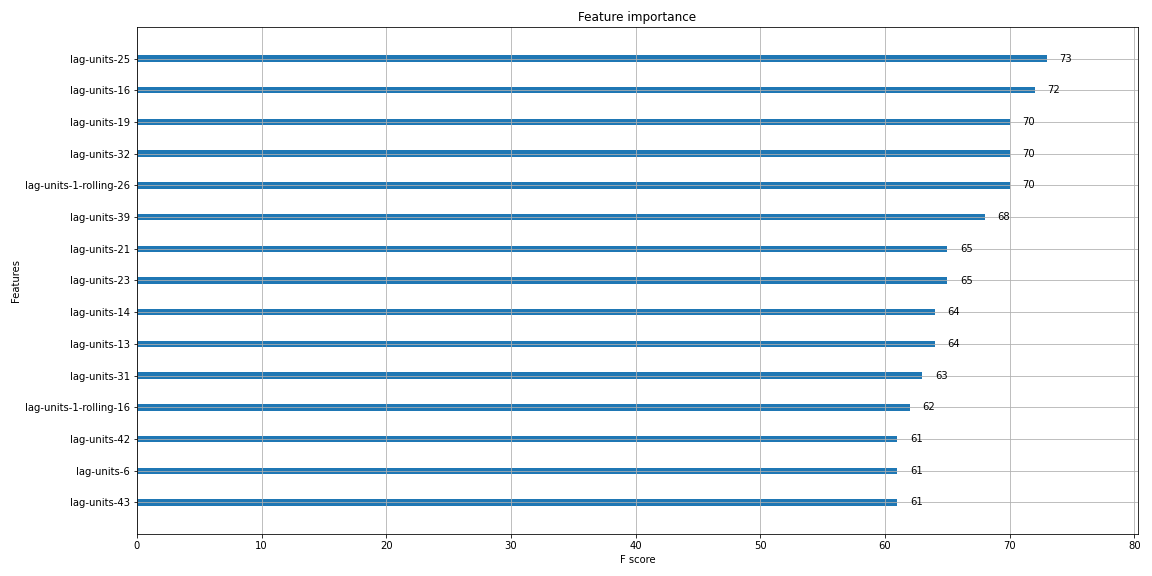 Feature importance
lag-units-25 73
lag-units-16 72
lag-units-19 70
lag-units-32 70
lag-units-1-rolling-26 70
lag-units-39 68
lag-units-21 65
lag-units-23 65
lag-units-14 64
lag-units-13 64
lag-units-31 63
lag-units-1-rolling-16 62
lag-units-42 61
lag-units-6 61
lag-units-43 61
Features
0 10 20 30 40 50 60 70 80
F score